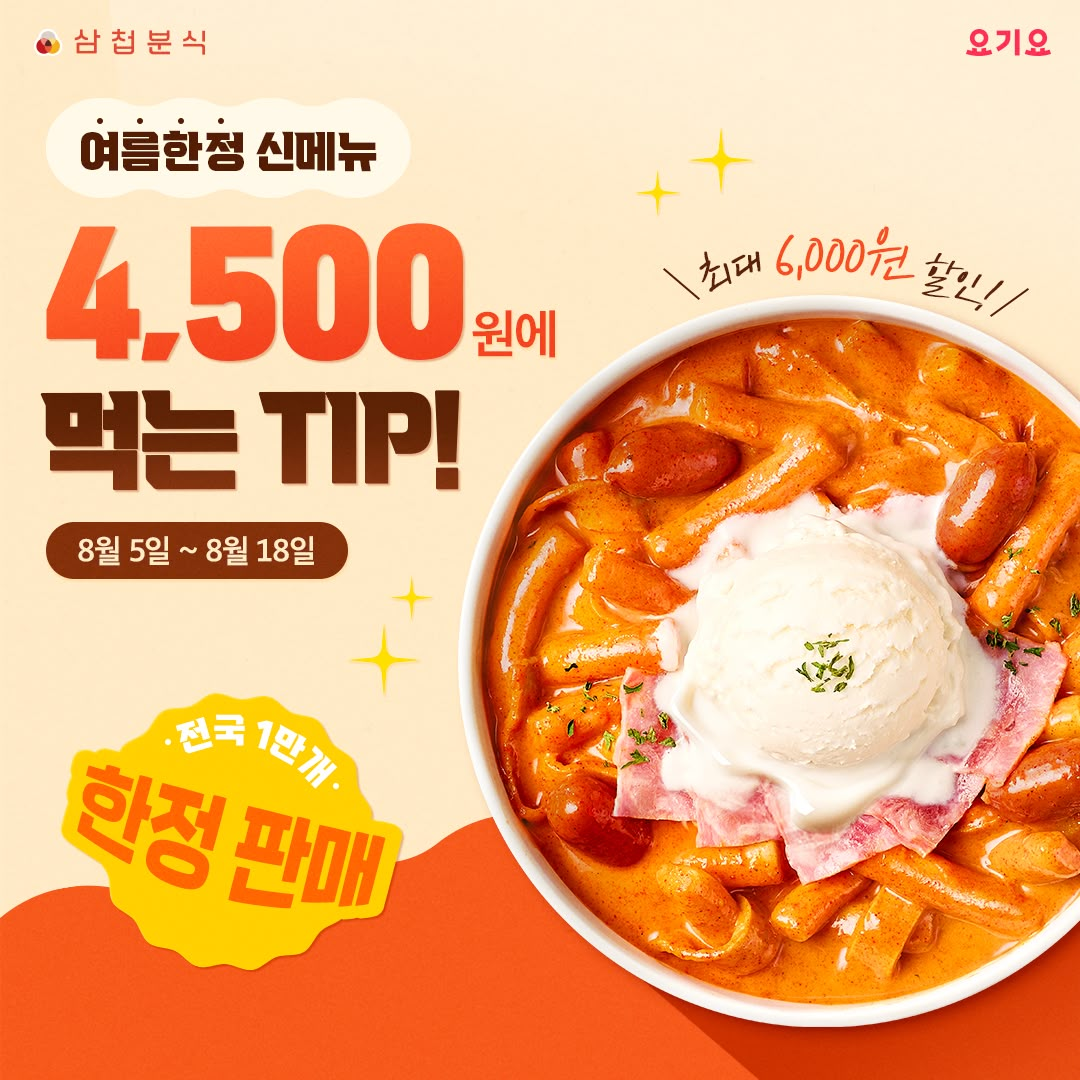 삼첩분식
요기요
여름한정 신메뉴
4,500원에
먹는 TIP!
8월 5일 ~ 8월 18일
최대 6,000원 할인!
·전국 1만개·
한정 판매